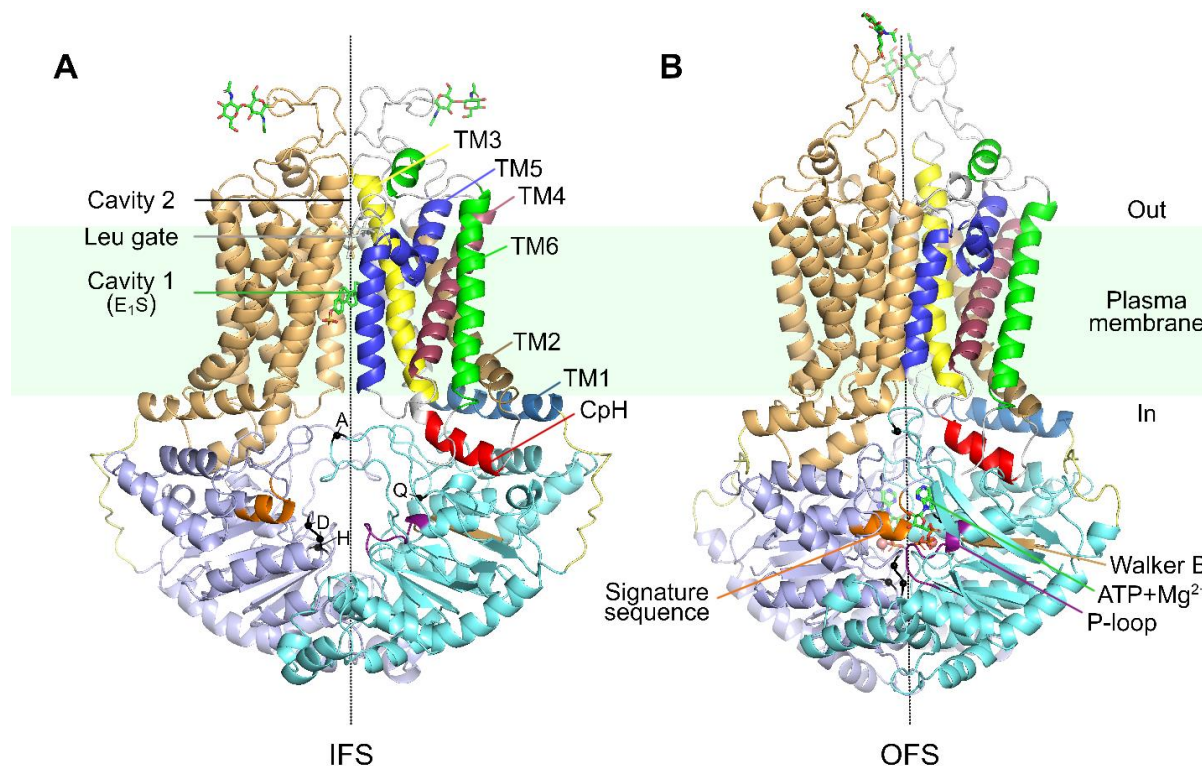 A
B
TM3
TM5
TM4
Cavity 2
Leu gate
TM6
Cavity 1
(E₁S)
TM2
TM1
CpH
A
Q
D
H
Out
Plasma
membrane
In
Signature
sequence
Walker B
ATP+Mg²⁺
P-loop
IFS
OFS